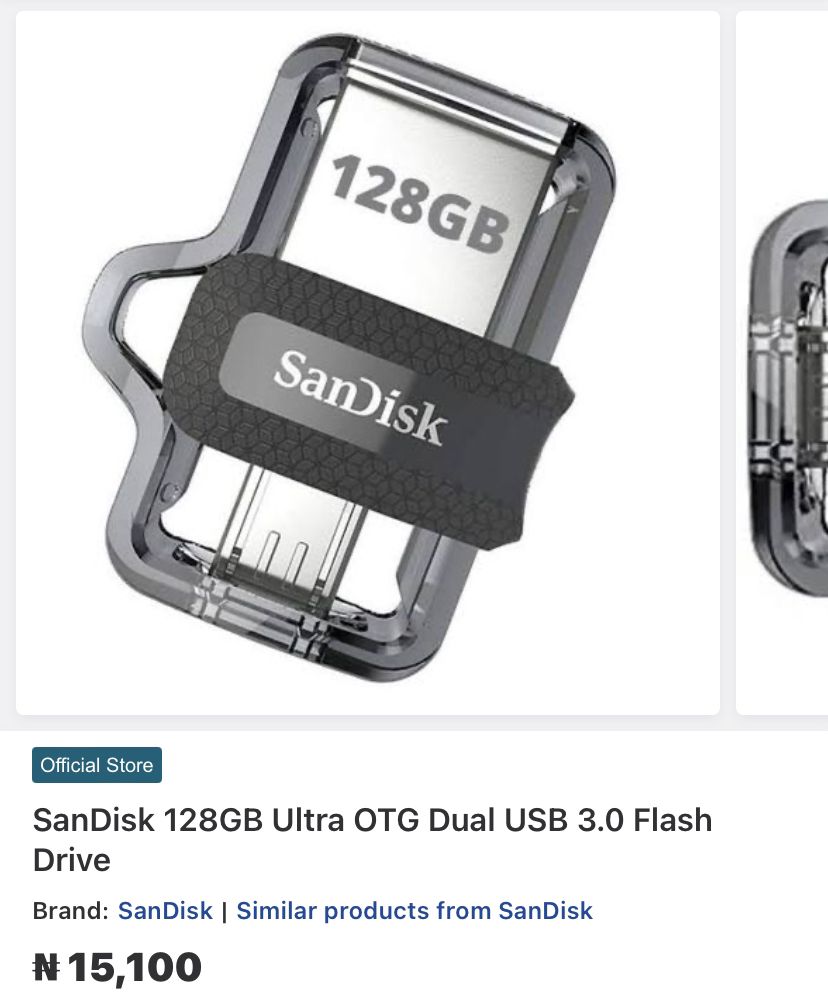 128GB
SanDisk
Official Store
SanDisk 128GB Ultra OTG Dual USB 3.0 Flash
Drive
Brand: SanDisk | Similar products from SanDisk
₦ 15,100